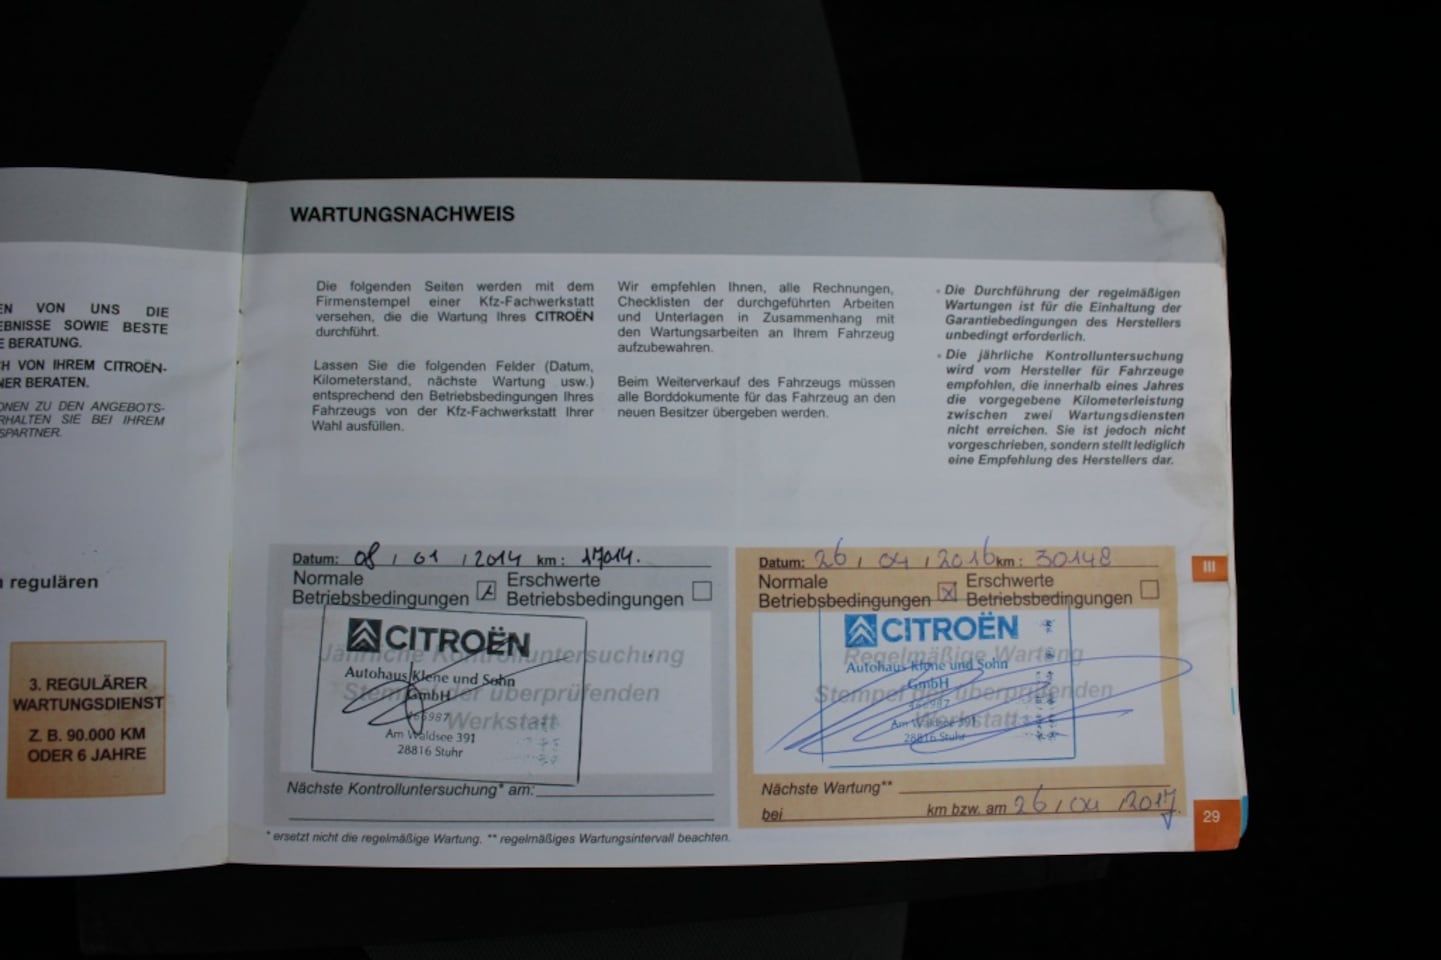 WARTUNGSNACHWEIS
EN VON UNS DIE
EBNISSE SOWIE BESTE
E BERATUNG.
CH VON IHREM CITROËN-
NER BERATEN.
ONEN ZU DEN ANGEBOTS-
RHALTEN SIE BEI IHREM
SPARTNER.
n regulären
3. REGULÄRER
WARTUNGSDIENST
Z. B. 90.000 KM
ODER 6 JAHRE
Die folgenden Seiten werden mit dem
Firmenstempel einer Kfz-Fachwerkstatt
versehen, die die Wartung Ihres CITROËN
durchführt.
Lassen Sie die folgenden Felder (Datum,
Kilometerstand, nächste Wartung usw.)
entsprechend den Betriebsbedingungen Ihres
Fahrzeugs von der Kfz-Fachwerkstatt Ihrer
Wahl ausfüllen.
Wir empfehlen Ihnen, alle Rechnungen,
Checklisten der durchgeführten Arbeiten
und Unterlagen in Zusammenhang mit
den Wartungsarbeiten an Ihrem Fahrzeug
aufzubewahren.
Beim Weiterverkauf des Fahrzeugs müssen
alle Borddokumente für das Fahrzeug an den
neuen Besitzer übergeben werden.
• Die Durchführung der regelmäßigen
Wartungen ist für die Einhaltung der
Garantiebedingungen des Herstellers
unbedingt erforderlich.
• Die jährliche Kontrolluntersuchung
wird vom Hersteller für Fahrzeuge
empfohlen, die innerhalb eines Jahres
die vorgegebene Kilometerleistung
zwischen zwei Wartungsdiensten
nicht erreichen. Sie ist jedoch nicht
vorgeschrieben, sondern stellt lediglich
eine Empfehlung des Herstellers dar.
Datum: 08 / 01 / 2014 km : 17014.
Normale
Betriebsbedingungen
Erschwerte
Betriebsbedingungen
Jährliche Kontrolluntersuchung
Stempel der überprüfenden
Werkstatt
CITROËN
Autohaus Klene und Sohn
GmbH
466987
Am Waldsee 391
28816 Stuhr
Nächste Kontrolluntersuchung* am:
Datum: 26 / 04 / 2016 km : 30148
Normale
Betriebsbedingungen
Erschwerte
Betriebsbedingungen
Regelmäßige Wartung
Stempel der überprüfenden
Werkstatt
CITROËN
Autohaus Klene und Sohn
GmbH
466987
Am Waldsee 391
28816 Stuhr
Nächste Wartung**
bei km bzw. am 26 / 04 / 2017
* ersetzt nicht die regelmäßige Wartung. ** regelmäßiges Wartungsintervall beachten.
III
29